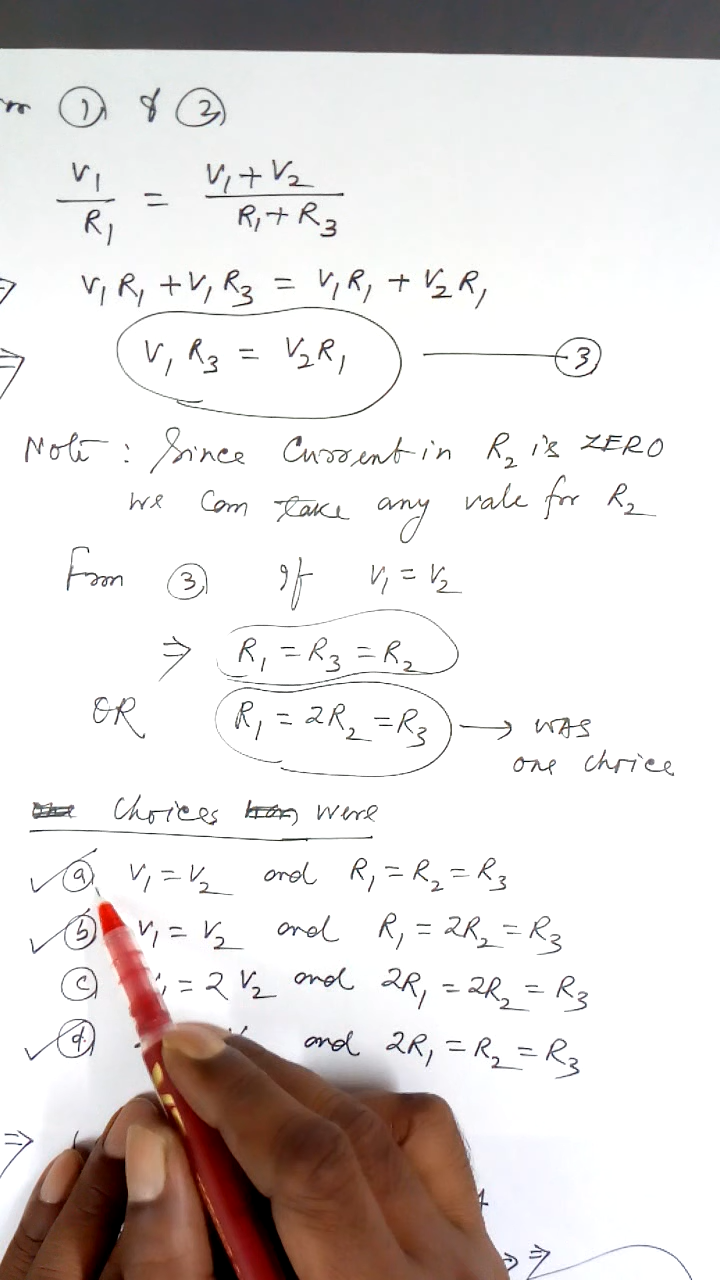 ① & ②
V₁/R₁ = (V₁+V₂)/(R₁+R₃)
⇒ V₁R₁ + V₁R₃ = V₁R₁ + V₂R₁
⇒ V₁R₃ = V₂R₁ — ③
Note : Since Current in R₂ is ZERO
we can take any vale for R₂
From ③ If V₁ = V₂
⇒ R₁ = R₃ = R₂
OR R₁ = 2R₂ = R₃ → WAS
one choice
Choices were
✓ⓐ V₁ = V₂ and R₁ = R₂ = R₃
✓ⓑ V₁ = V₂ and R₁ = 2R₂ = R₃
ⓒ = 2V₂ and 2R₁ = 2R₂ = R₃
✓ⓓ and 2R₁ = R₂ = R₃
⇒
⇒